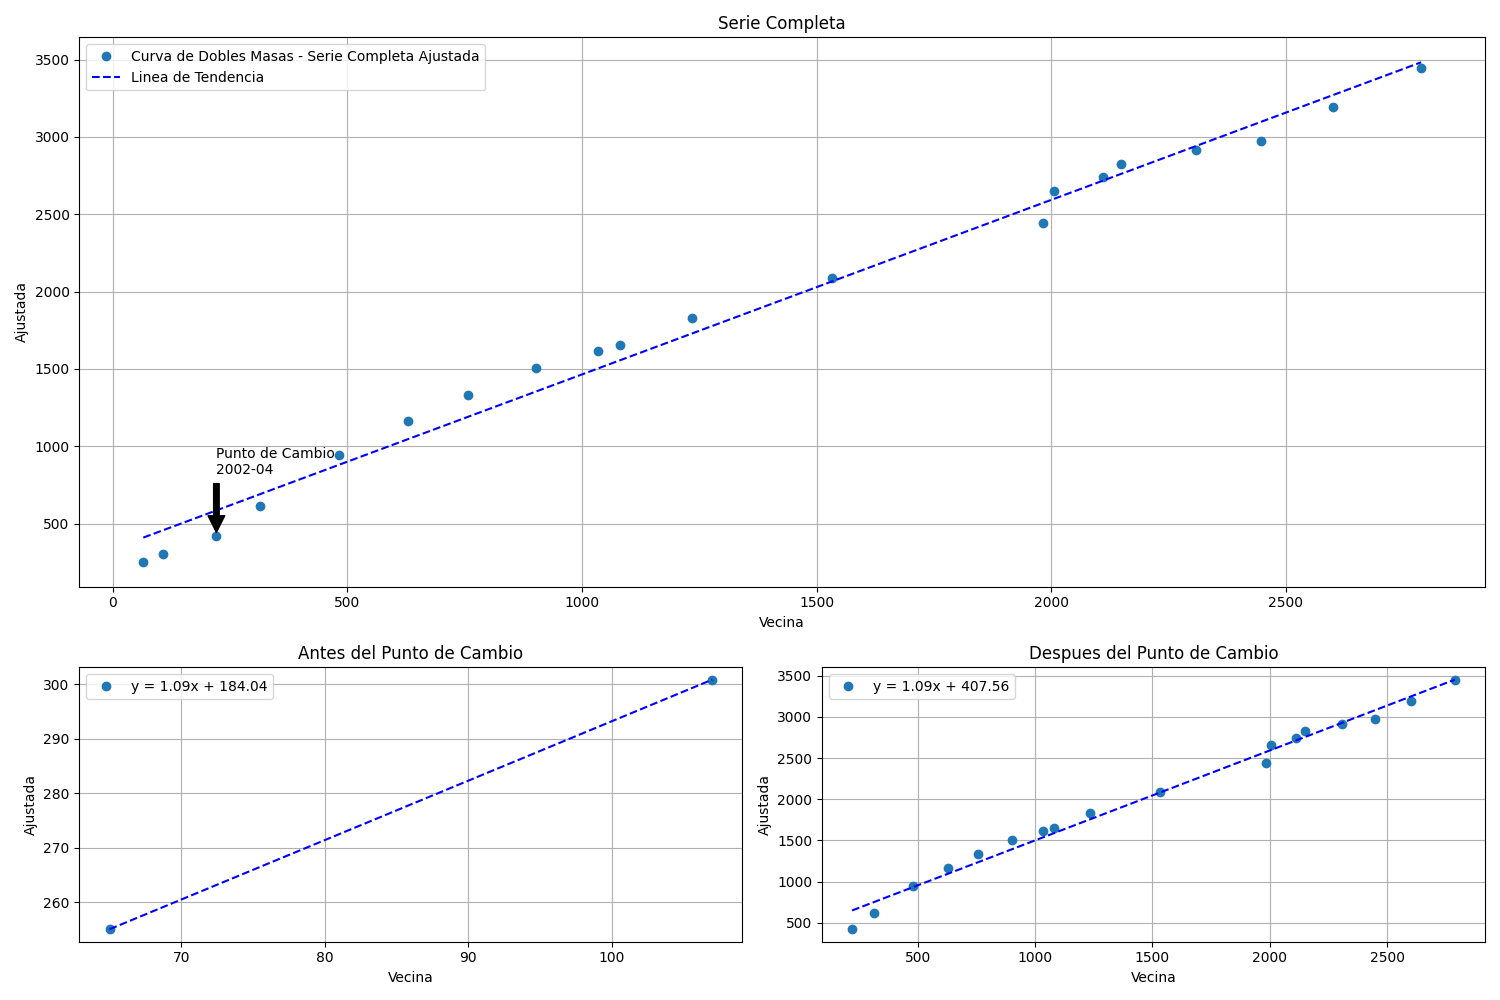 Serie Completa
Curva de Dobles Masas - Serie Completa Ajustada
Linea de Tendencia
3500
3000
2500
2000
1500
1000
500
Ajustada
Punto de Cambio
2002-04
0
500
1000
1500
2000
2500
Vecina
Antes del Punto de Cambio
y = 1.09x + 184.04
300
290
280
270
260
Ajustada
70
80
90
100
Vecina
Despues del Punto de Cambio
y = 1.09x + 407.56
3500
3000
2500
2000
1500
1000
500
Ajustada
500
1000
1500
2000
2500
Vecina